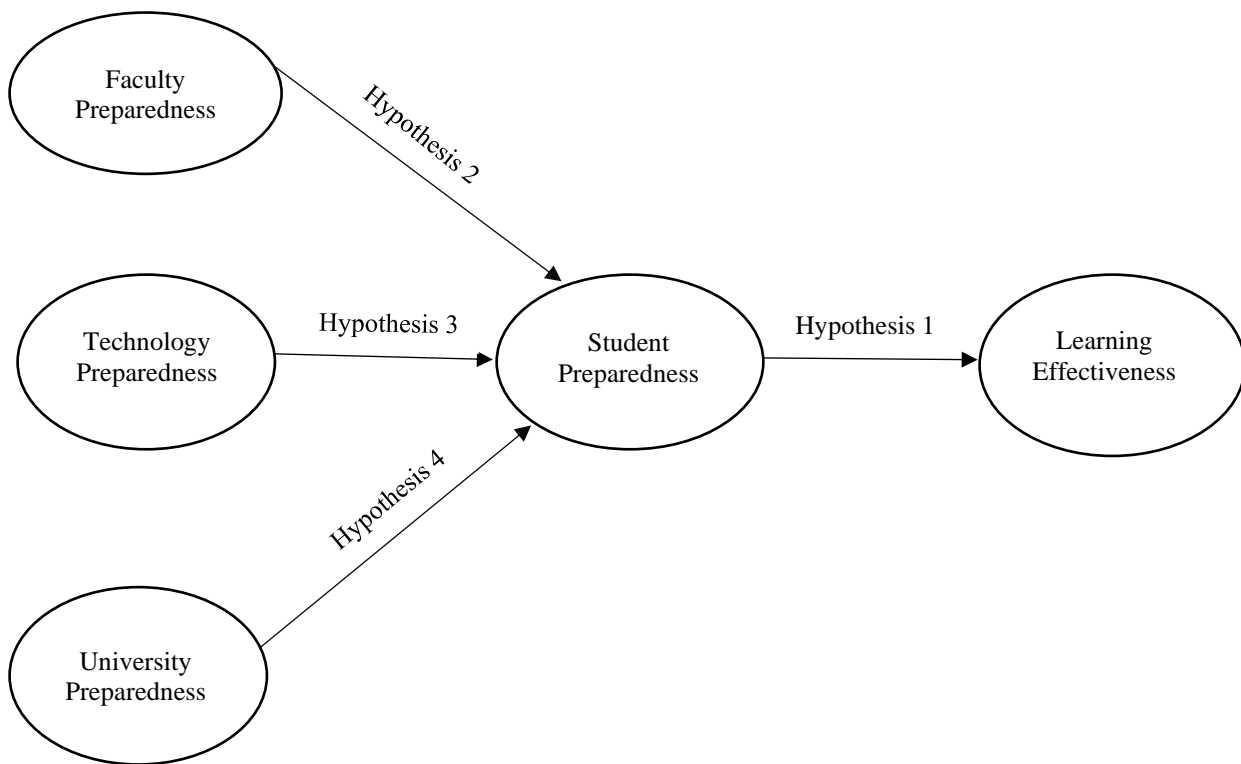 Faculty
Preparedness
Hypothesis 2
Technology
Preparedness
Hypothesis 3
Student
Preparedness
Hypothesis 1
Learning
Effectiveness
Hypothesis 4
University
Preparedness